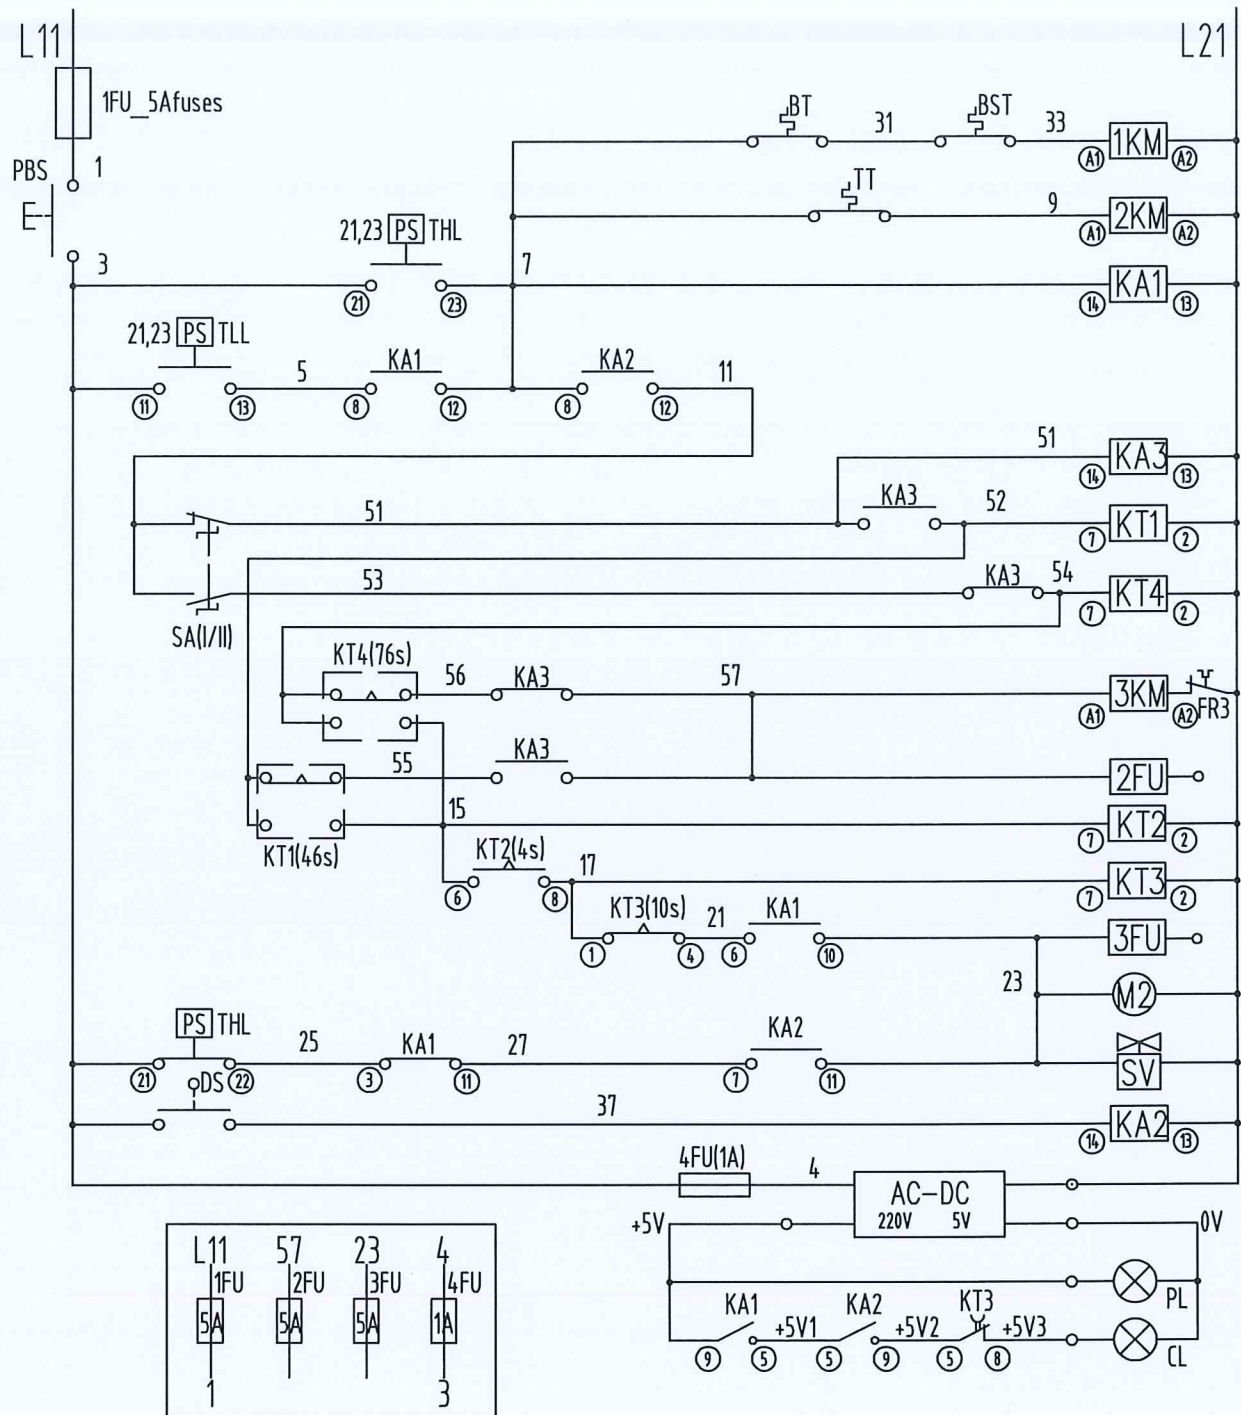 L11
L21
1FU_5Afuses
BT
31
BST
33
1KM
A1
A2
PBS
1
E
TT
9
2KM
A1
A2
21,23 PS THL
3
7
KA1
21
23
14
13
21,23 PS TLL
5
KA1
KA2
11
11
13
8
12
8
12
51
KA3
14
13
51
KA3
52
KT1
7
2
53
KA3
54
KT4
7
2
SA(I/II)
KT4(76s)
56
KA3
57
3KM
A1
A2
FR3
55
KA3
2FU
15
KT2
7
2
KT1(46s)
KT2(4s)
17
6
8
KT3
7
2
KT3(10s)
21
KA1
1
4
6
10
3FU
23
M2
PS THL
25
KA1
27
KA2
21
22
3
11
7
11
SV
DS
37
KA2
14
13
4FU(1A)
4
AC-DC
220V 5V
+5V
0V
PL
KA1
+5V1
KA2
+5V2
KT3
+5V3
9
5
5
9
5
8
CL
L11
57
23
4
1FU
2FU
3FU
4FU
5A
5A
5A
1A
1
3